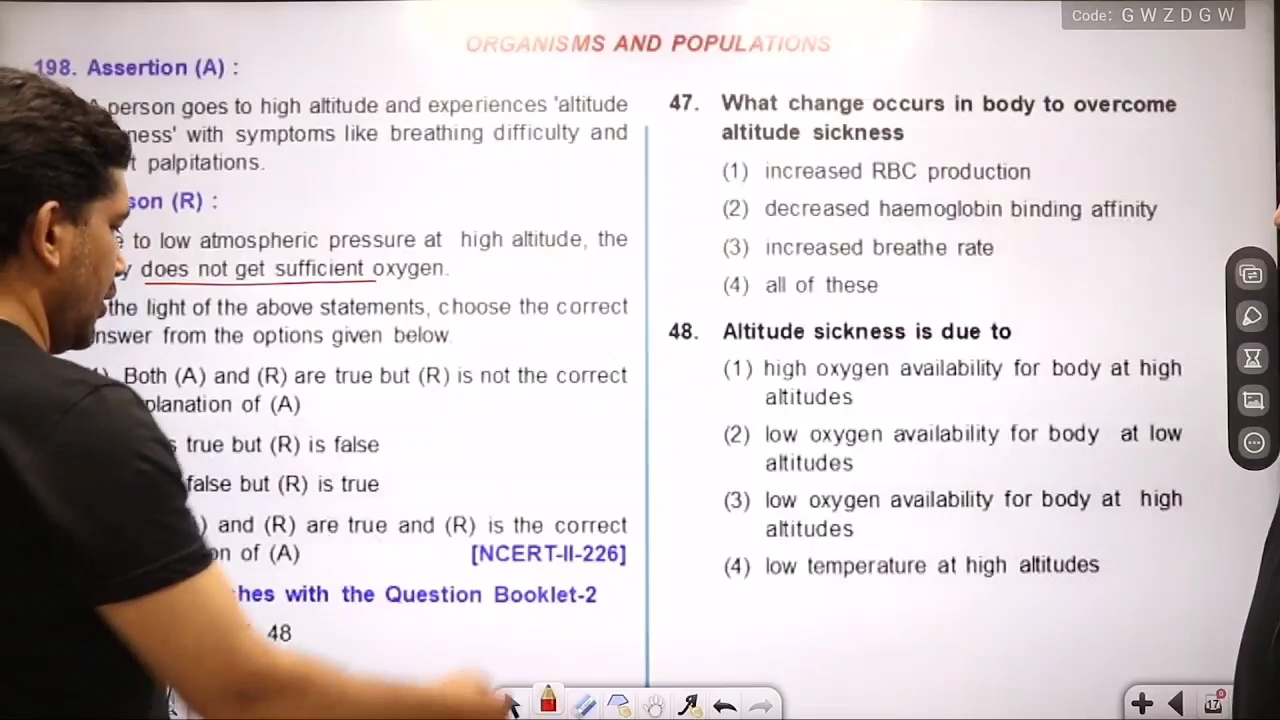 Code: G W Z D G W
ORGANISMS AND POPULATIONS
198. Assertion (A) :
person goes to high altitude and experiences 'altitude
ness' with symptoms like breathing difficulty and
t palpitations.
son (R) :
e to low atmospheric pressure at high altitude, the
y does not get sufficient oxygen.
the light of the above statements, choose the correct
nswer from the options given below.
Both (A) and (R) are true but (R) is not the correct
planation of (A)
s true but (R) is false
false but (R) is true
) and (R) are true and (R) is the correct
on of (A) [NCERT-II-226]
hes with the Question Booklet-2
48
47. What change occurs in body to overcome
altitude sickness
(1) increased RBC production
(2) decreased haemoglobin binding affinity
(3) increased breathe rate
(4) all of these
48. Altitude sickness is due to
(1) high oxygen availability for body at high
altitudes
(2) low oxygen availability for body at low
altitudes
(3) low oxygen availability for body at high
altitudes
(4) low temperature at high altitudes
17